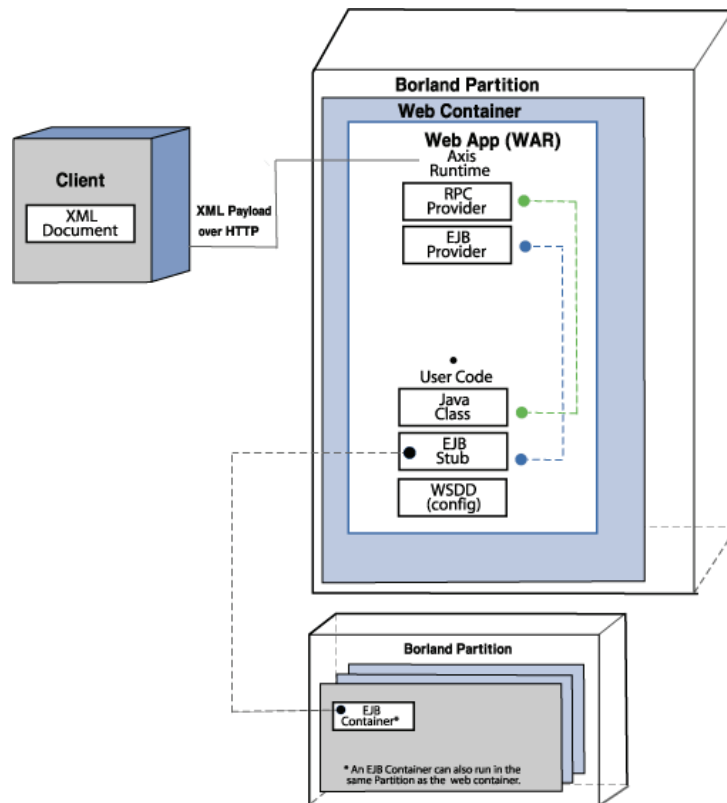 Borland Partition
Web Container
Web App (WAR)
Axis
Runtime
RPC
Provider
EJB
Provider
Client
XML
Document
XML Payload
over HTTP
User Code
Java
Class
EJB
Stub
WSDD
(config)
Borland Partition
EJB
Container*
* An EJB Container can also run in the
same Partition as the web container.